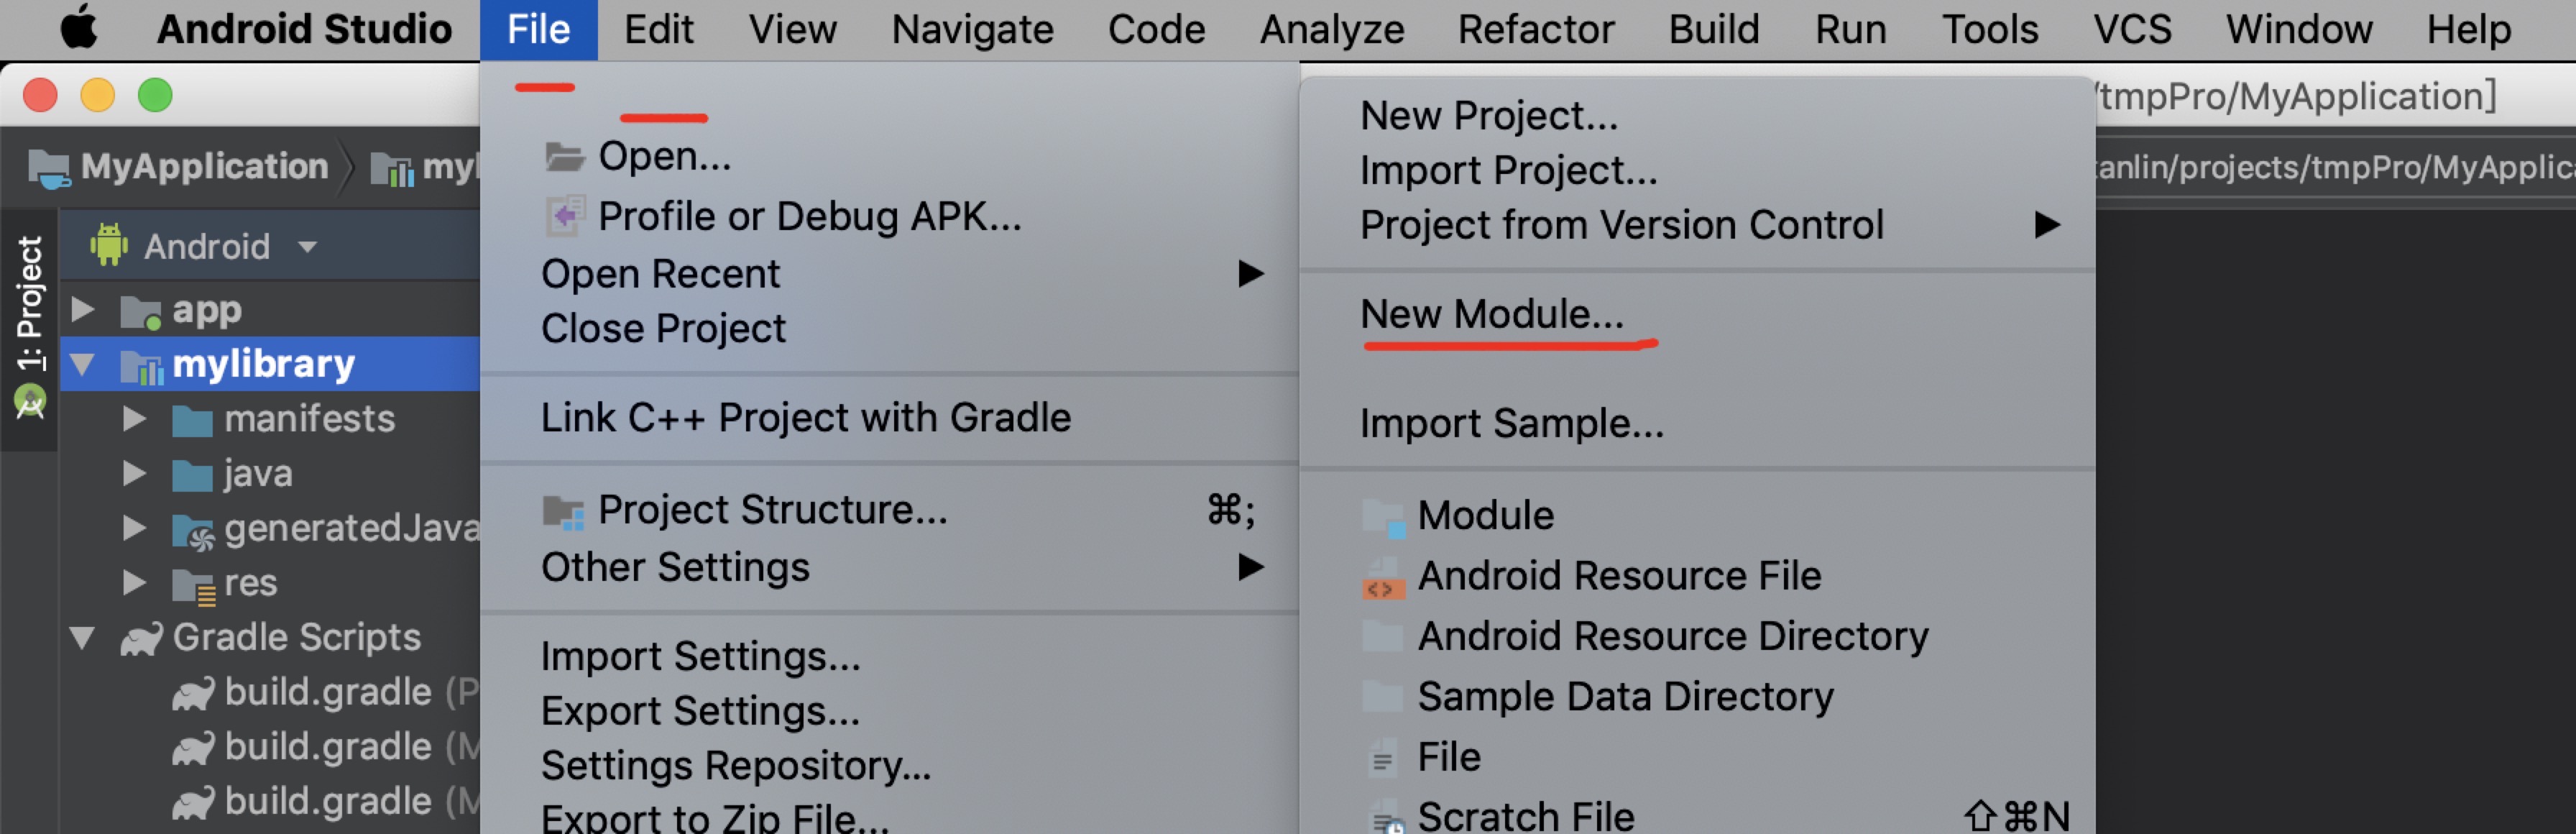 Android Studio File Edit View Navigate Code Analyze Refactor Build Run Tools VCS Window Help
/tmpPro/MyApplication]
MyApplication
tanlin/projects/tmpPro/MyApplic
1: Project
Android
app
mylibrary
manifests
java
generatedJava
res
Gradle Scripts
build.gradle (P
build.gradle (M
build.gradle (M
Open...
Profile or Debug APK...
Open Recent
Close Project
Link C++ Project with Gradle
Project Structure... ⌘;
Other Settings
Import Settings...
Export Settings...
Settings Repository...
Export to Zip File...
New Project...
Import Project...
Project from Version Control
New Module...
Import Sample...
Module
Android Resource File
Android Resource Directory
Sample Data Directory
File
Scratch File ⇧⌘N